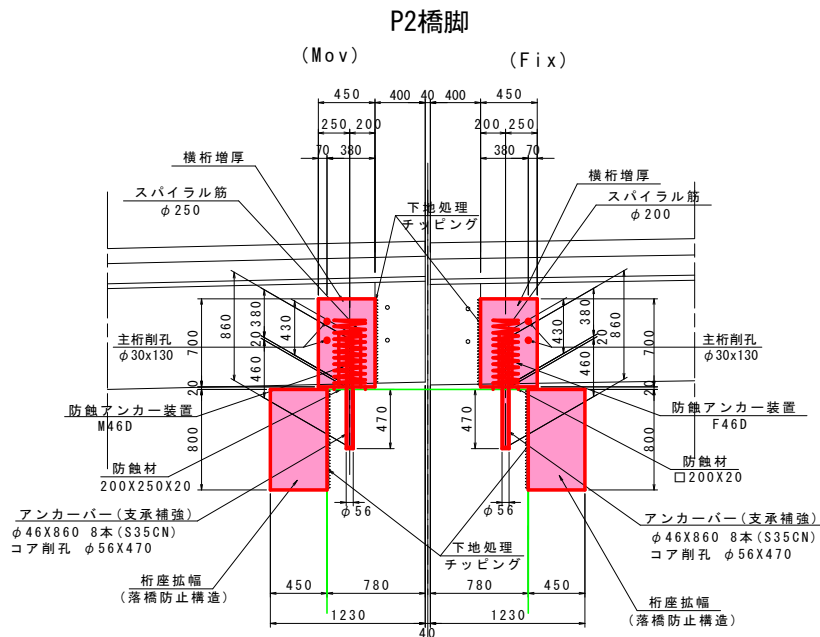 P2橋脚
(Mov)
(Fix)
450 400 40 400 450
250 200
200 250
70 380
380 70
横桁増厚
横桁増厚
スパイラル筋
φ250
スパイラル筋
φ200
下地処理
チッピング
860
380
20
460
430
700
20
800
主桁削孔
φ30x130
430
380
20
460
860
700
20
800
主桁削孔
φ30x130
防蝕アンカー装置
M46D
防蝕アンカー装置
F46D
470
470
防蝕材
200X250X20
防蝕材
□200X20
アンカーバー(支承補強)
φ46X860 8本(S35CN)
コア削孔 φ56X470
アンカーバー(支承補強)
φ46X860 8本(S35CN)
コア削孔 φ56X470
φ56
φ56
下地処理
チッピング
桁座拡幅
(落橋防止構造)
桁座拡幅
(落橋防止構造)
450 780
780 450
1230
1230
40